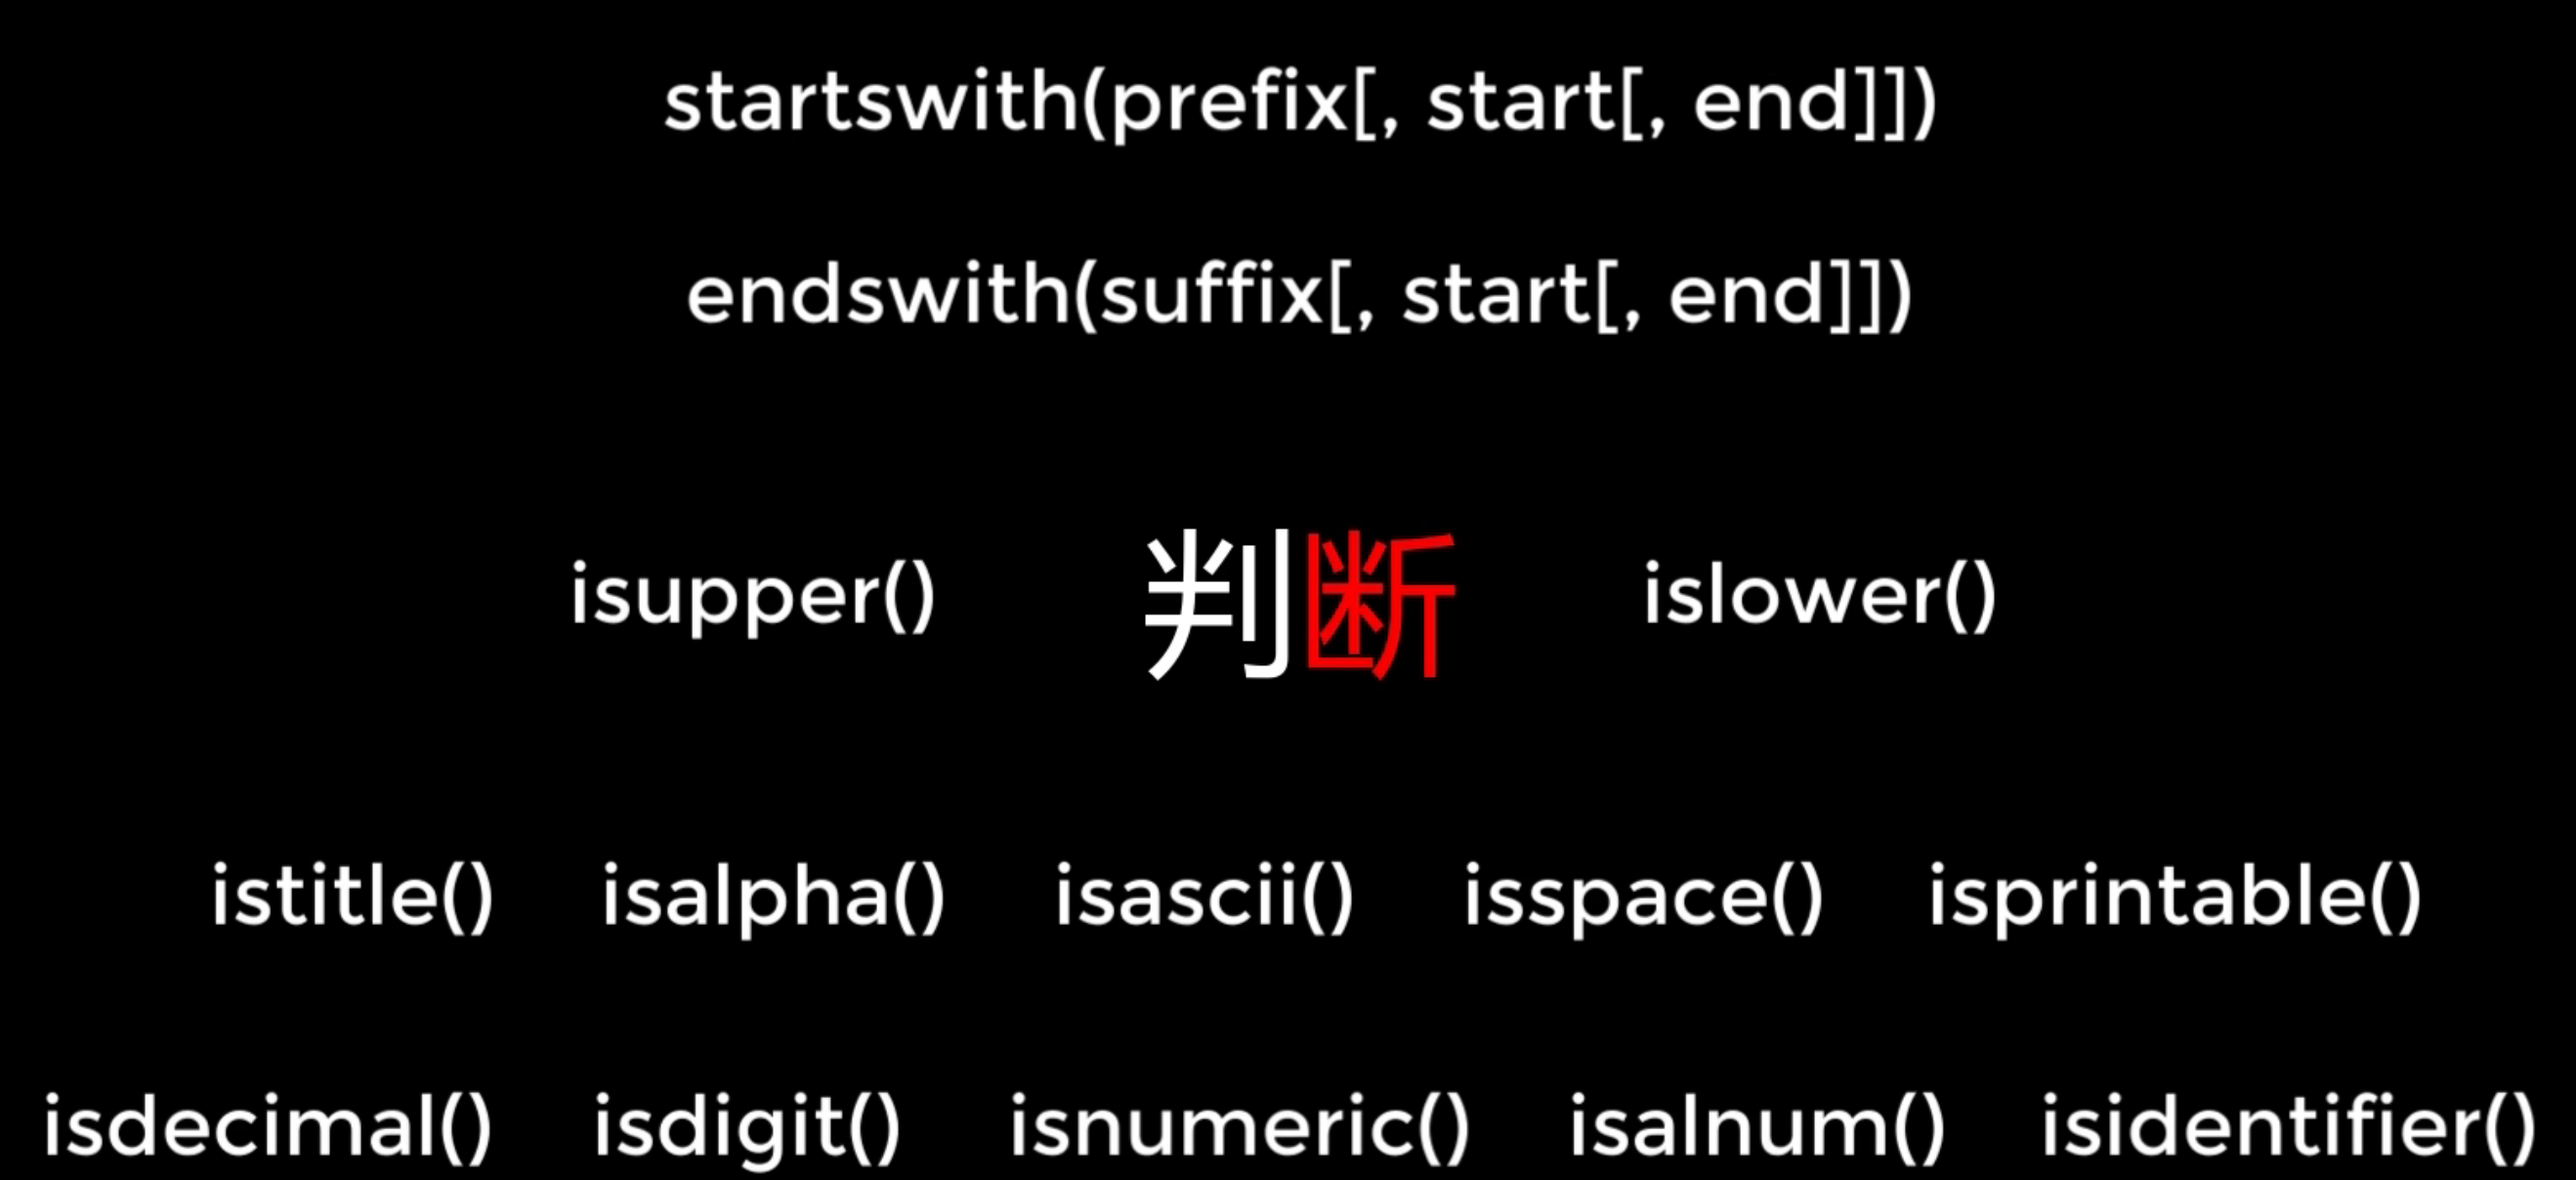 startswith(prefix[, start[, end]])
endswith(suffix[, start[, end]])
isupper() 判断 islower()
istitle() isalpha() isascii() isspace() isprintable()
isdecimal() isdigit() isnumeric() isalnum() isidentifier()